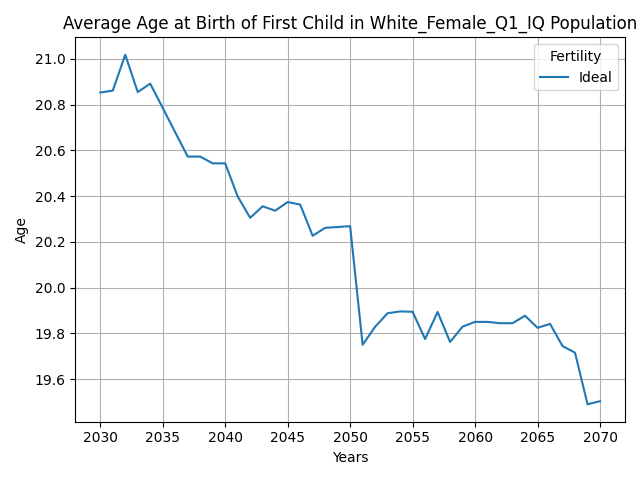 Average Age at Birth of First Child in White_Female_Q1_IQ Population
Fertility
Ideal
Age
21.0
20.8
20.6
20.4
20.2
20.0
19.8
19.6
2030 2035 2040 2045 2050 2055 2060 2065 2070
Years